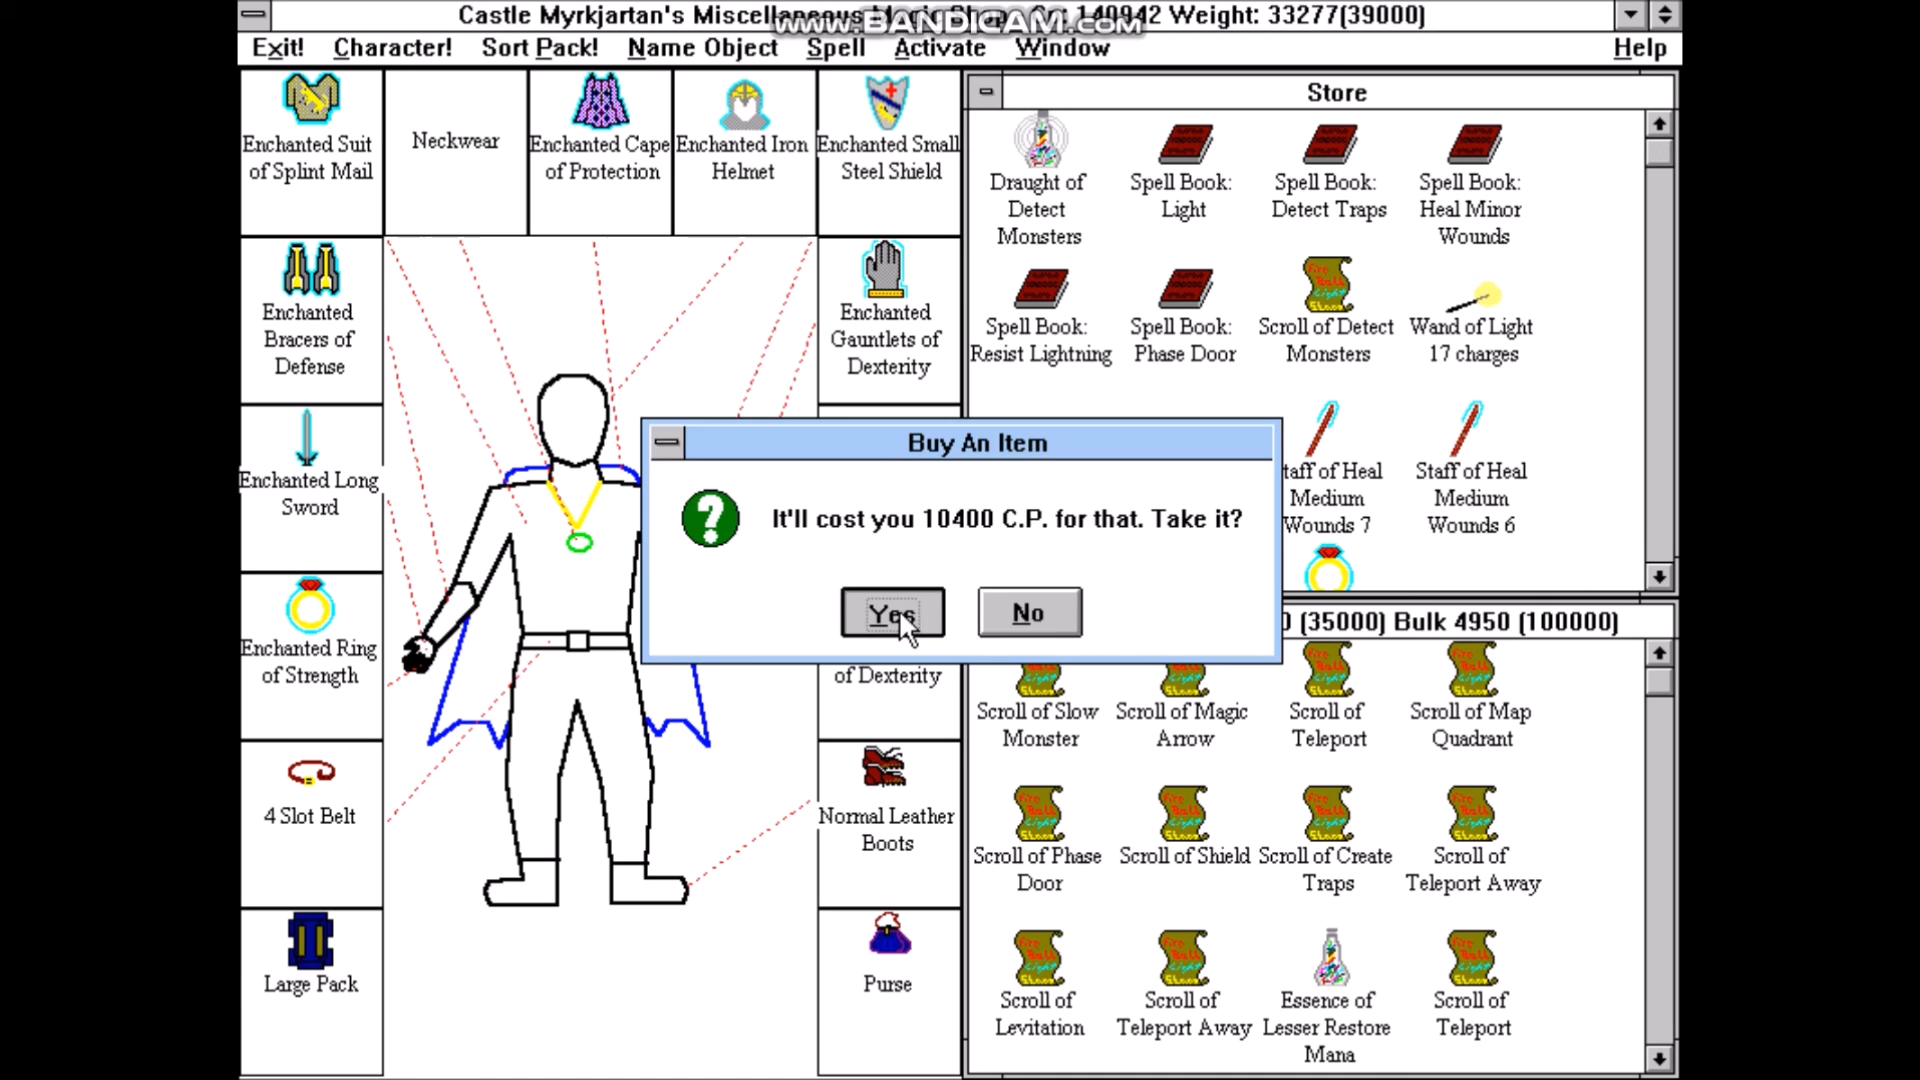 Castle Myrkjartan's Miscellaneous Magic Shop Cp: 140942 Weight: 33277(39000)
www.BANDICAM.com
Exit! Character! Sort Pack! Name Object Spell Activate Window Help
Enchanted Suit
of Splint Mail
Neckwear
Enchanted Cape
of Protection
Enchanted Iron
Helmet
Enchanted Small
Steel Shield
Enchanted
Bracers of
Defense
Enchanted
Gauntlets of
Dexterity
Enchanted Long
Sword
Enchanted Ring
of Strength
of Dexterity
4 Slot Belt
Normal Leather
Boots
Large Pack
Purse
Store
Draught of
Detect
Monsters
Spell Book:
Light
Spell Book:
Detect Traps
Spell Book:
Heal Minor
Wounds
Spell Book:
Resist Lightning
Spell Book:
Phase Door
Scroll of Detect
Monsters
Wand of Light
17 charges
taff of Heal
Medium
Wounds 7
Staff of Heal
Medium
Wounds 6
Buy An Item
It'll cost you 10400 C.P. for that. Take it?
Yes
No
(35000) Bulk 4950 (100000)
Scroll of Slow
Monster
Scroll of Magic
Arrow
Scroll of
Teleport
Scroll of Map
Quadrant
Scroll of Phase
Door
Scroll of Shield
Scroll of Create
Traps
Scroll of
Teleport Away
Scroll of
Levitation
Scroll of
Teleport Away
Essence of
Lesser Restore
Mana
Scroll of
Teleport